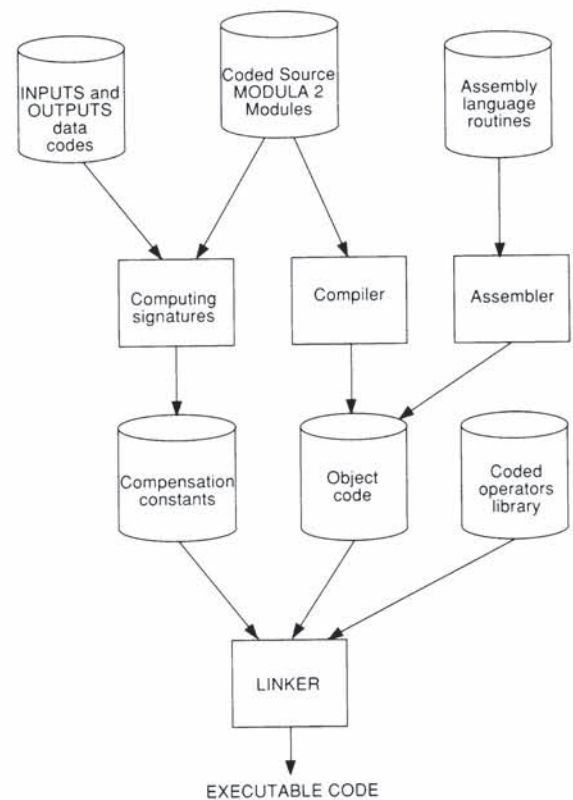 INPUTS and
OUTPUTS
data
codes
Coded Source
MODULA 2
Modules
Assembly
language
routines
Computing
signatures
Compiler
Assembler
Compensation
constants
Object
code
Coded
operators
library
LINKER
EXECUTABLE CODE